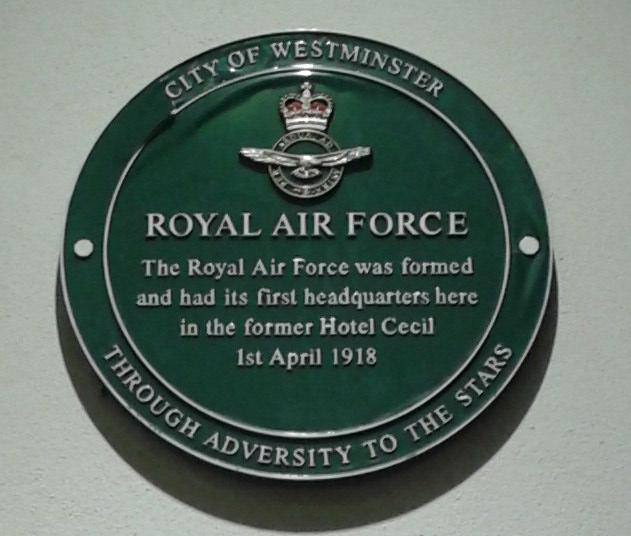 CITY OF WESTMINSTER
ROYAL AIR FORCE
The Royal Air Force was formed
and had its first headquarters here
in the former Hotel Cecil
1st April 1918
THROUGH ADVERSITY TO THE STARS